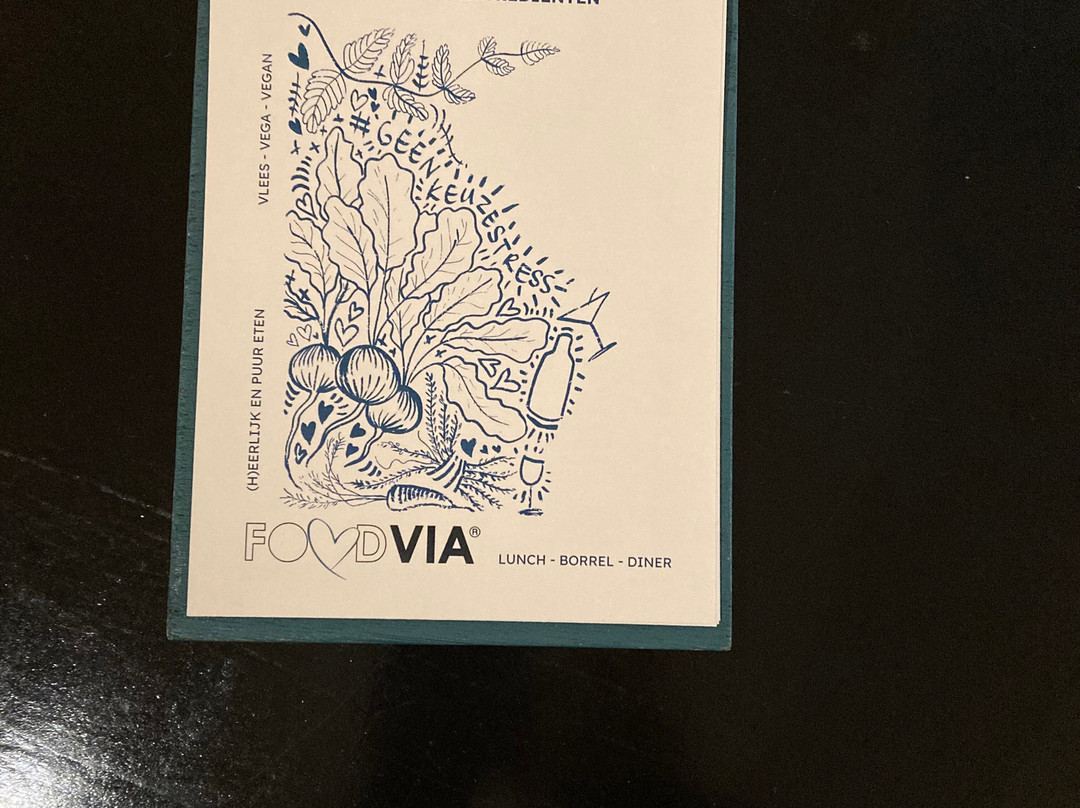 VLEES - VEGA - VEGAN
#GEEN KEUZESTRESS
(H)EERLIJK EN PUUR ETEN
FOODVIA®
LUNCH - BORREL - DINER